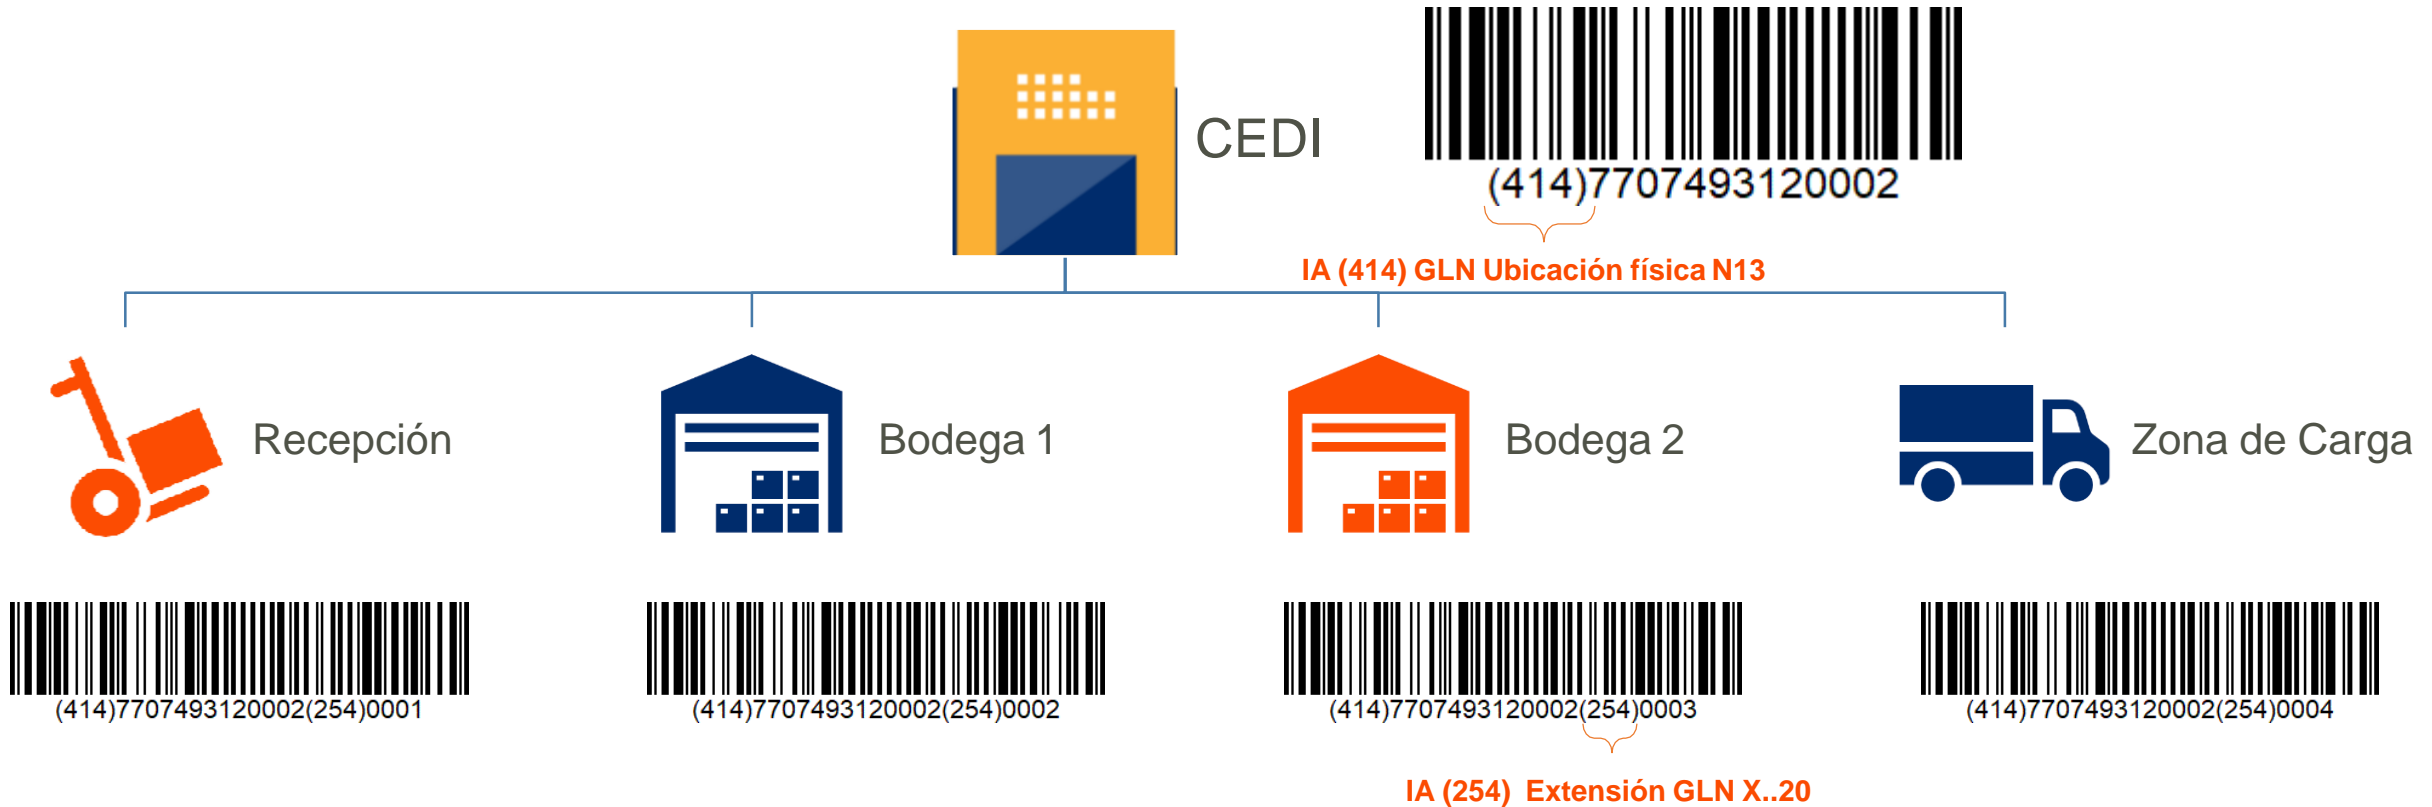 CEDI
(414)7707493120002
IA (414) GLN Ubicación física N13
Recepción
Bodega 1
Bodega 2
Zona de Carga
(414)7707493120002(254)0001
(414)7707493120002(254)0002
(414)7707493120002(254)0003
(414)7707493120002(254)0004
IA (254) Extensión GLN X..20